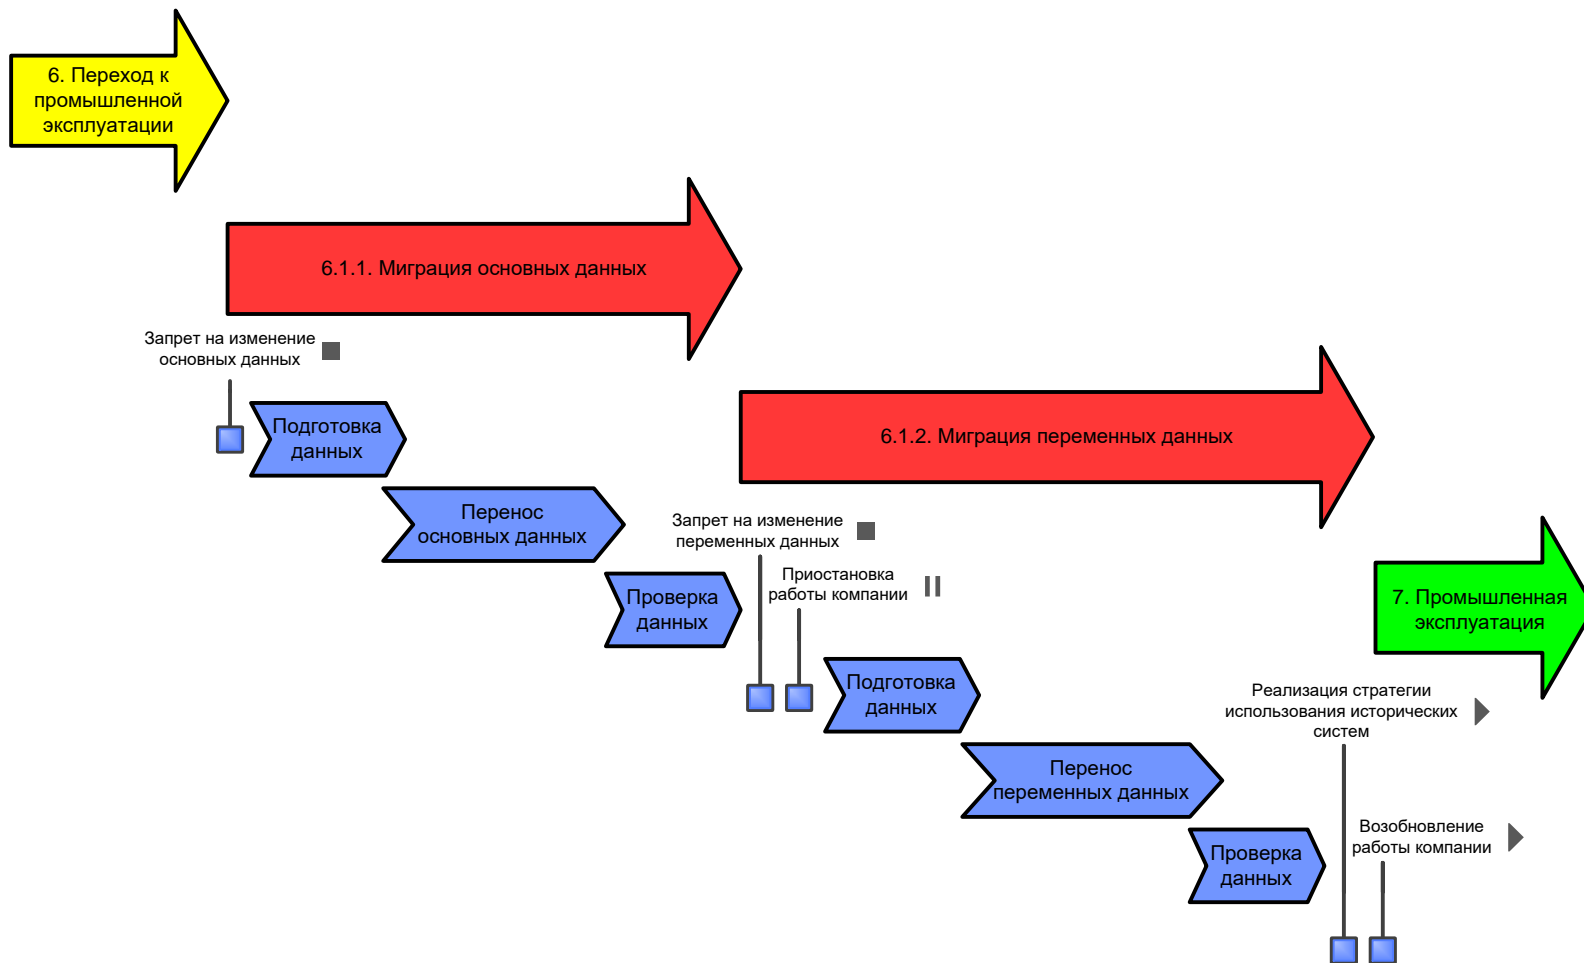 6. Переход к
промышленной
эксплуатации
6.1.1. Миграция основных данных
Запрет на изменение
основных данных
Подготовка
данных
6.1.2. Миграция переменных данных
Перенос
основных данных
Запрет на изменение
переменных данных
Проверка
данных
Приостановка
работы компании
7. Промышленная
эксплуатация
Подготовка
данных
Реализация стратегии
использования исторических
систем
Перенос
переменных данных
Проверка
данных
Возобновление
работы компании